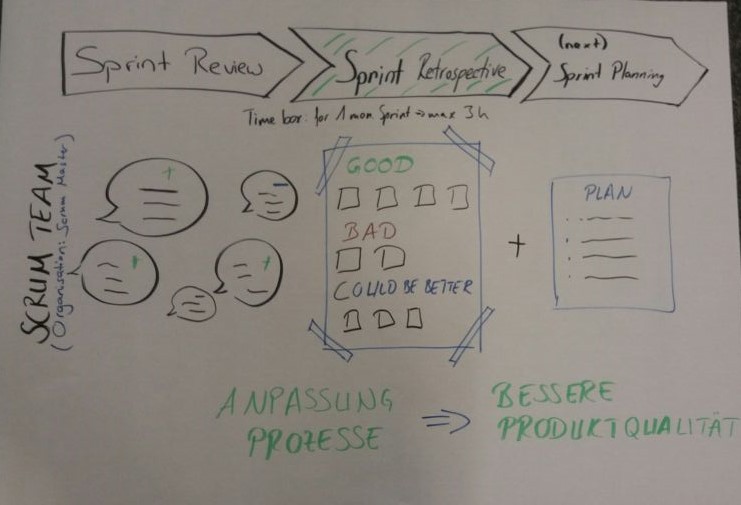 Sprint Review
Sprint Retrospective
(next)
Sprint Planning
Time box: for 1 mon. Sprint → max 3h
SCRUM TEAM
(Organisation: Scrum Master)
GOOD
BAD
COULD BE BETTER
+
PLAN
ANPASSUNG
PROZESSE
⇒
BESSERE
PRODUKTQUALITÄT